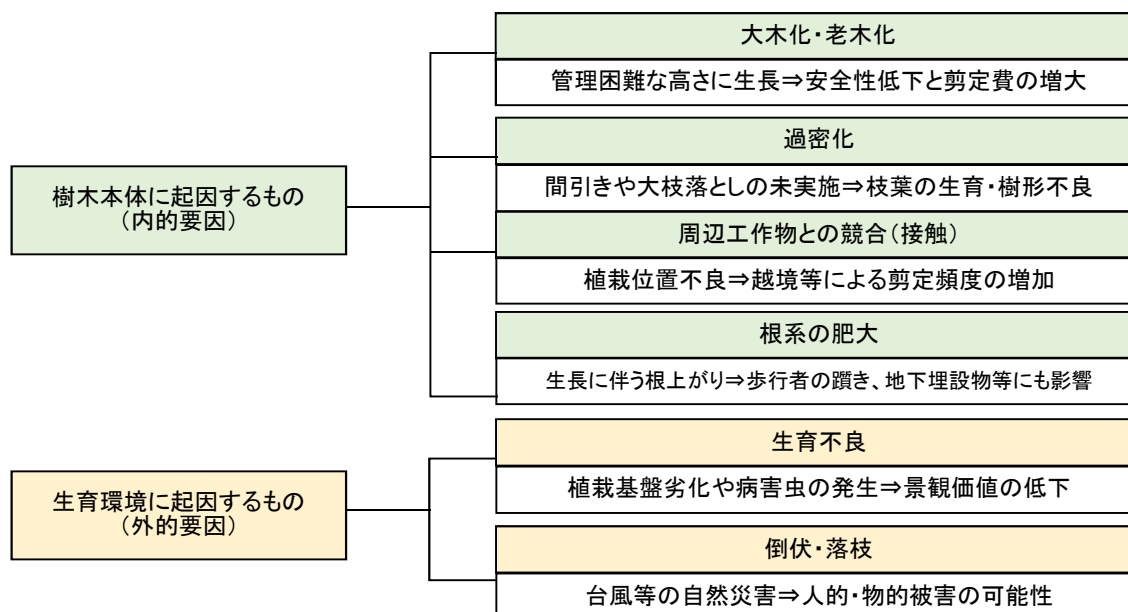 大木化・老木化
管理困難な高さに生長⇒安全性低下と剪定費の増大
過密化
間引きや大枝落としの未実施⇒枝葉の生育・樹形不良
樹木本体に起因するもの
（内的要因）
周辺工作物との競合（接触）
植栽位置不良⇒越境等による剪定頻度の増加
根系の肥大
生長に伴う根上がり⇒歩行者の躓き、地下埋設物等にも影響
生育不良
植栽基盤劣化や病害虫の発生⇒景観価値の低下
生育環境に起因するもの
（外的要因）
倒伏・落枝
台風等の自然災害⇒人的・物的被害の可能性